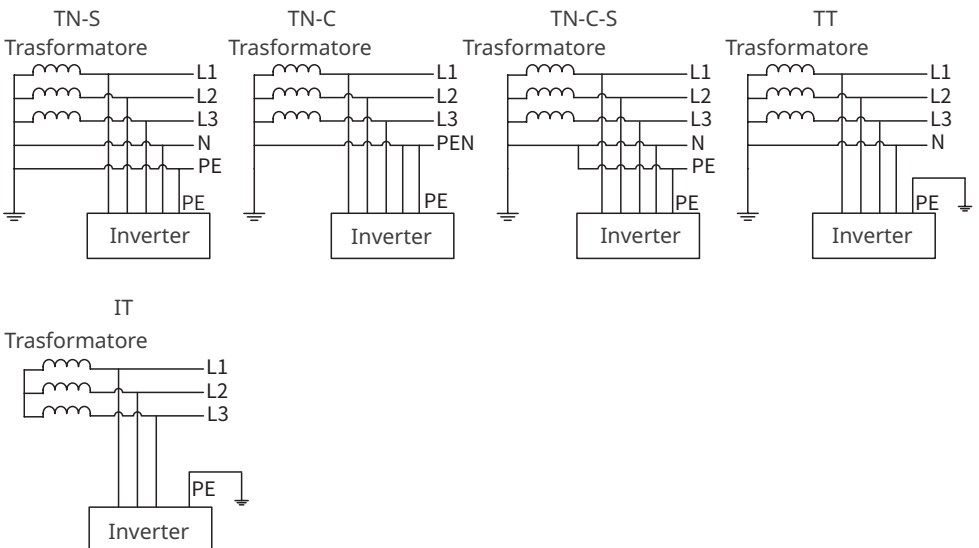 TN-S
Trasformatore
L1
L2
L3
N
PE
PE
Inverter
TN-C
Trasformatore
L1
L2
L3
PEN
PE
Inverter
TN-C-S
Trasformatore
L1
L2
L3
N
PE
PE
Inverter
TT
Trasformatore
L1
L2
L3
N
PE
Inverter
IT
Trasformatore
L1
L2
L3
PE
Inverter